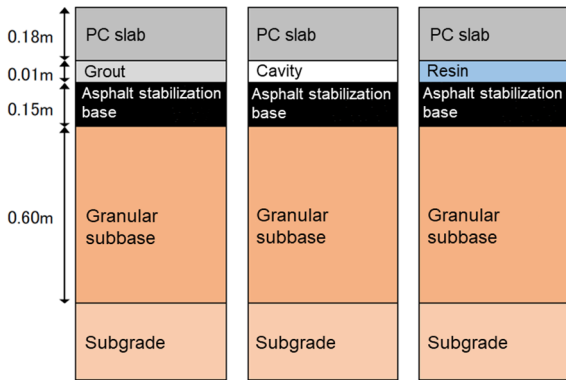 0.18m
0.01m
0.15m
0.60m
PC slab
Grout
Asphalt stabilization
base
Granular
subbase
Subgrade
PC slab
Cavity
Asphalt stabilization
base
Granular
subbase
Subgrade
PC slab
Resin
Asphalt stabilization
base
Granular
subbase
Subgrade